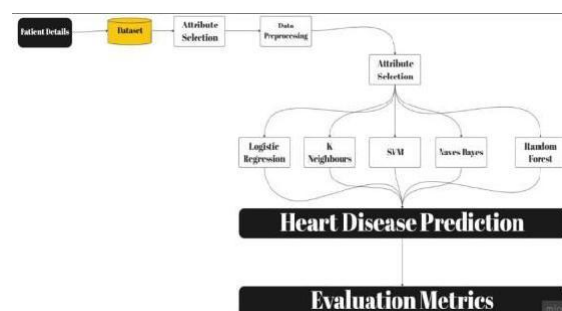 Patient Details
Dataset
Attribute
Selection
Data
Preprocessing
Attribute
Selection
Logistic
Regression
K
Neighbours
SVM
Naves Bayes
Random
Forest
Heart Disease Prediction
Evaluation Metrics